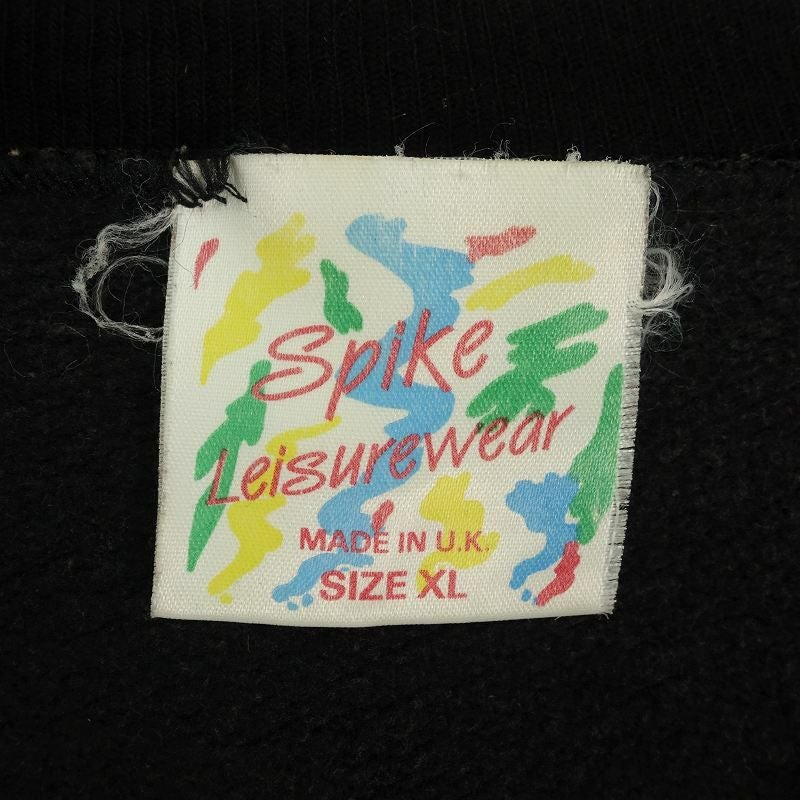 Spike
Leisurewear
MADE IN U.K.
SIZE XL